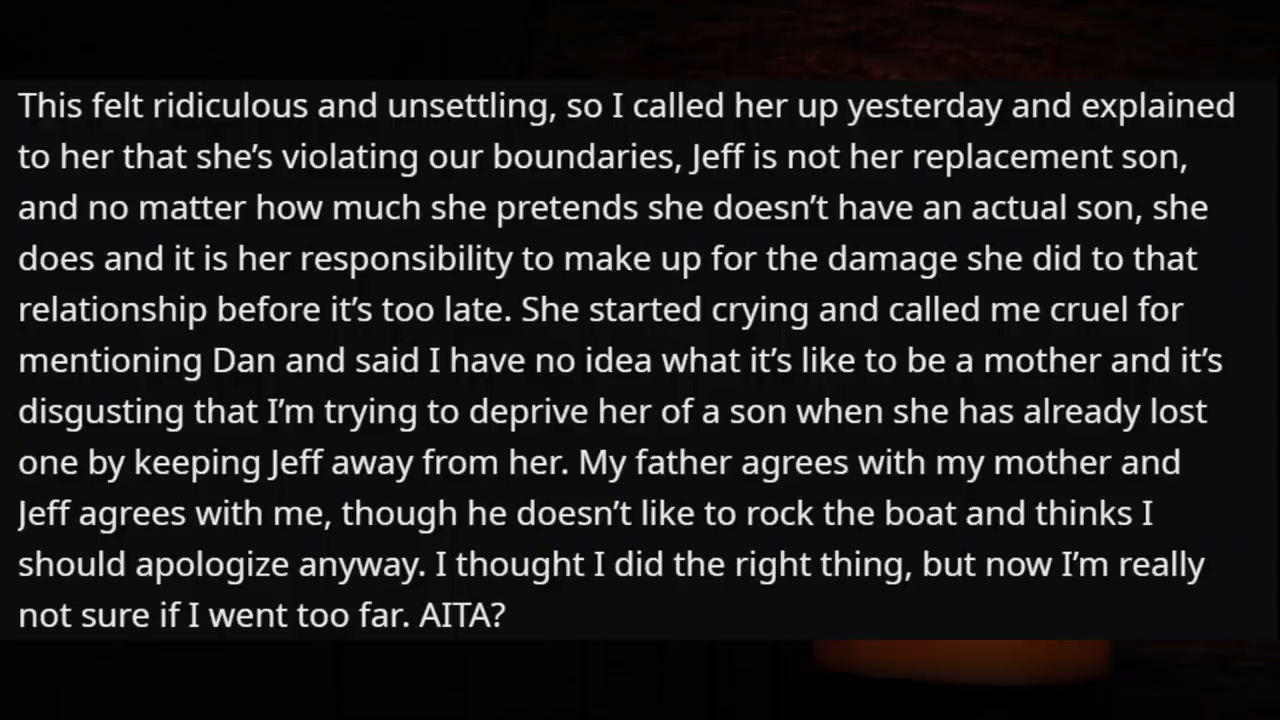 This felt ridiculous and unsettling, so I called her up yesterday and explained
to her that she’s violating our boundaries, Jeff is not her replacement son,
and no matter how much she pretends she doesn’t have an actual son, she
does and it is her responsibility to make up for the damage she did to that
relationship before it’s too late. She started crying and called me cruel for
mentioning Dan and said I have no idea what it’s like to be a mother and it’s
disgusting that I’m trying to deprive her of a son when she has already lost
one by keeping Jeff away from her. My father agrees with my mother and
Jeff agrees with me, though he doesn’t like to rock the boat and thinks I
should apologize anyway. I thought I did the right thing, but now I’m really
not sure if I went too far. AITA?